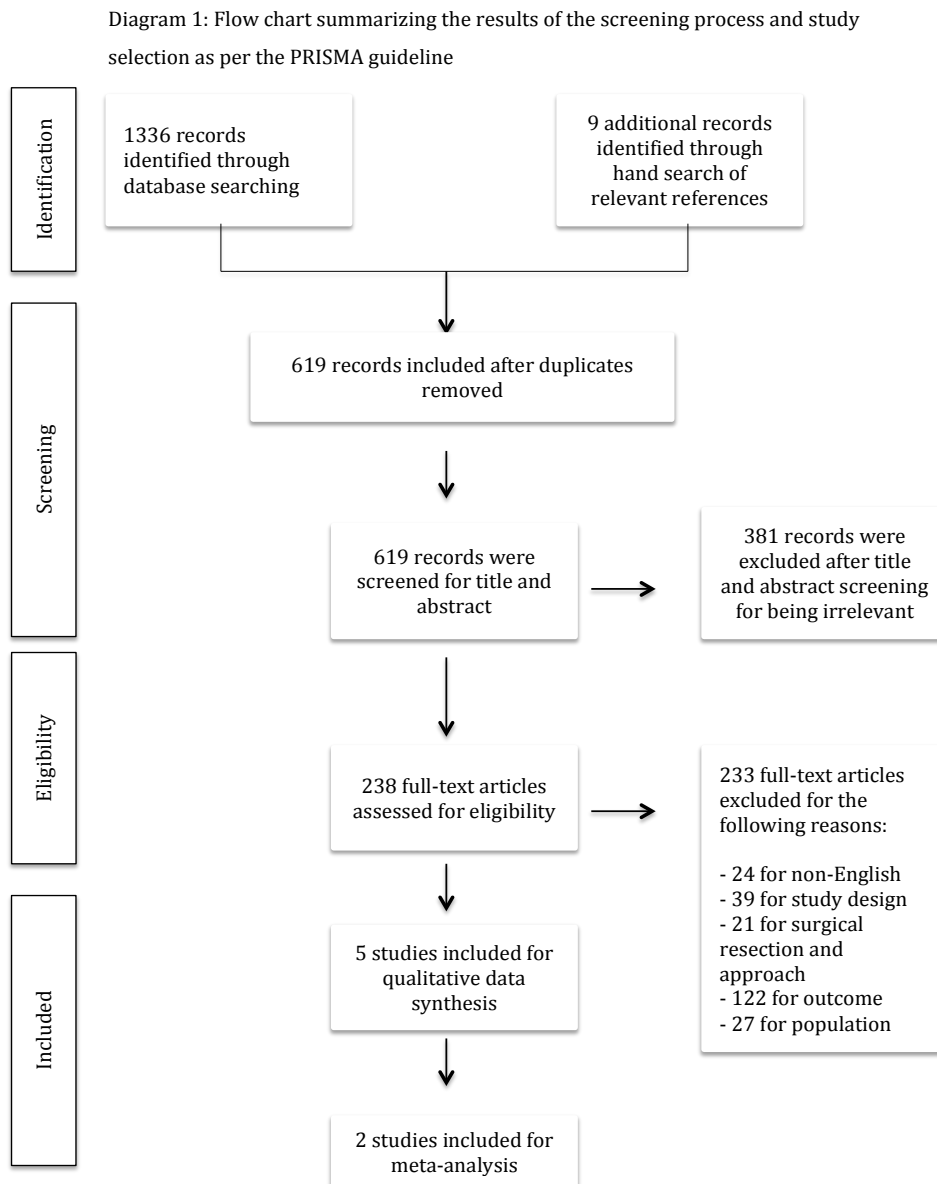 Diagram 1: Flow chart summarizing the results of the screening process and study
selection as per the PRISMA guideline
Identification
1336 records
identified through
database searching
9 additional records
identified through
hand search of
relevant references
Screening
619 records included after duplicates
removed
619 records were
screened for title and
abstract
381 records were
excluded after title
and abstract screening
for being irrelevant
Eligibility
238 full-text articles
assessed for eligibility
233 full-text articles
excluded for the
following reasons:
- 24 for non-English
- 39 for study design
- 21 for surgical
resection and
approach
- 122 for outcome
- 27 for population
Included
5 studies included for
qualitative data
synthesis
2 studies included for
meta-analysis